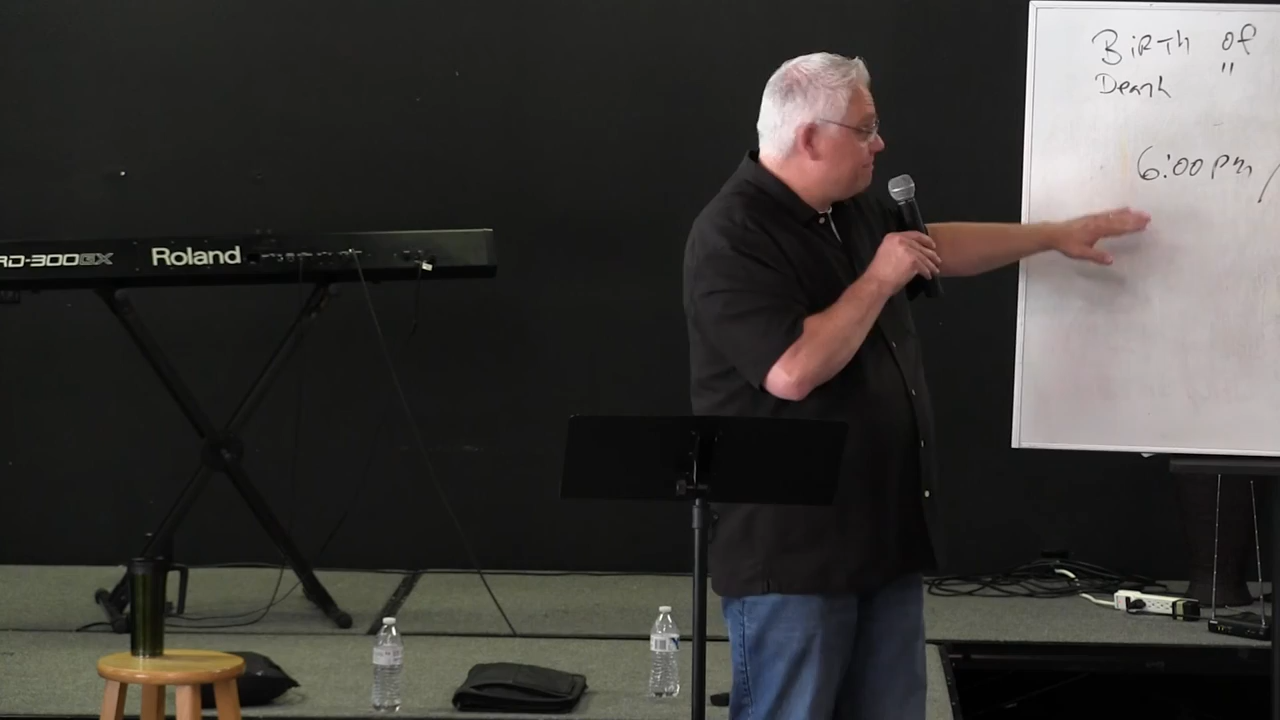 Birth of
Death "
6:00 pm /
RD-300GX Roland